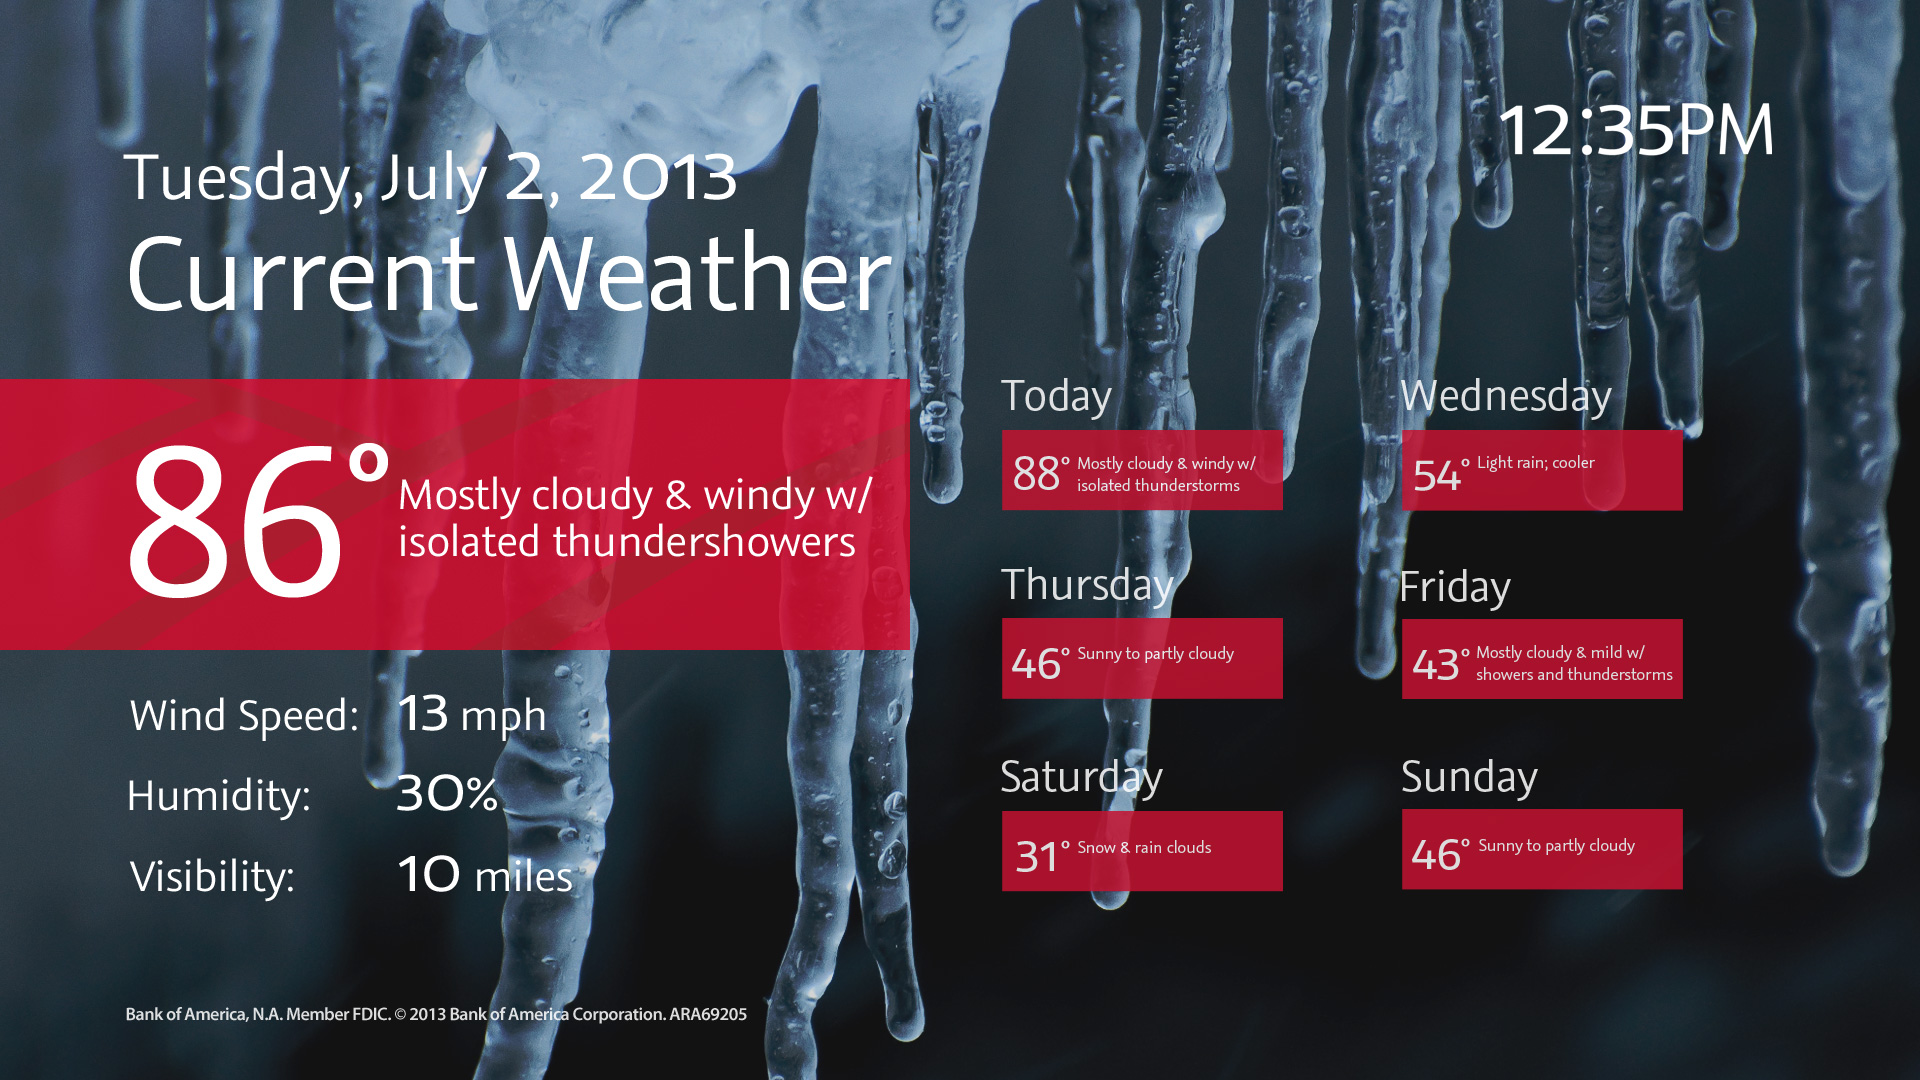 12:35PM
Tuesday, July 2, 2013
Current Weather
86° Mostly cloudy & windy w/
isolated thundershowers
Wind Speed: 13 mph
Humidity: 30%
Visibility: 10 miles
Today
88° Mostly cloudy & windy w/
isolated thunderstorms
Wednesday
54° Light rain; cooler
Thursday
46° Sunny to partly cloudy
Friday
43° Mostly cloudy & mild w/
showers and thunderstorms
Saturday
31° Snow & rain clouds
Sunday
46° Sunny to partly cloudy
Bank of America, N.A. Member FDIC. © 2013 Bank of America Corporation. ARA69205